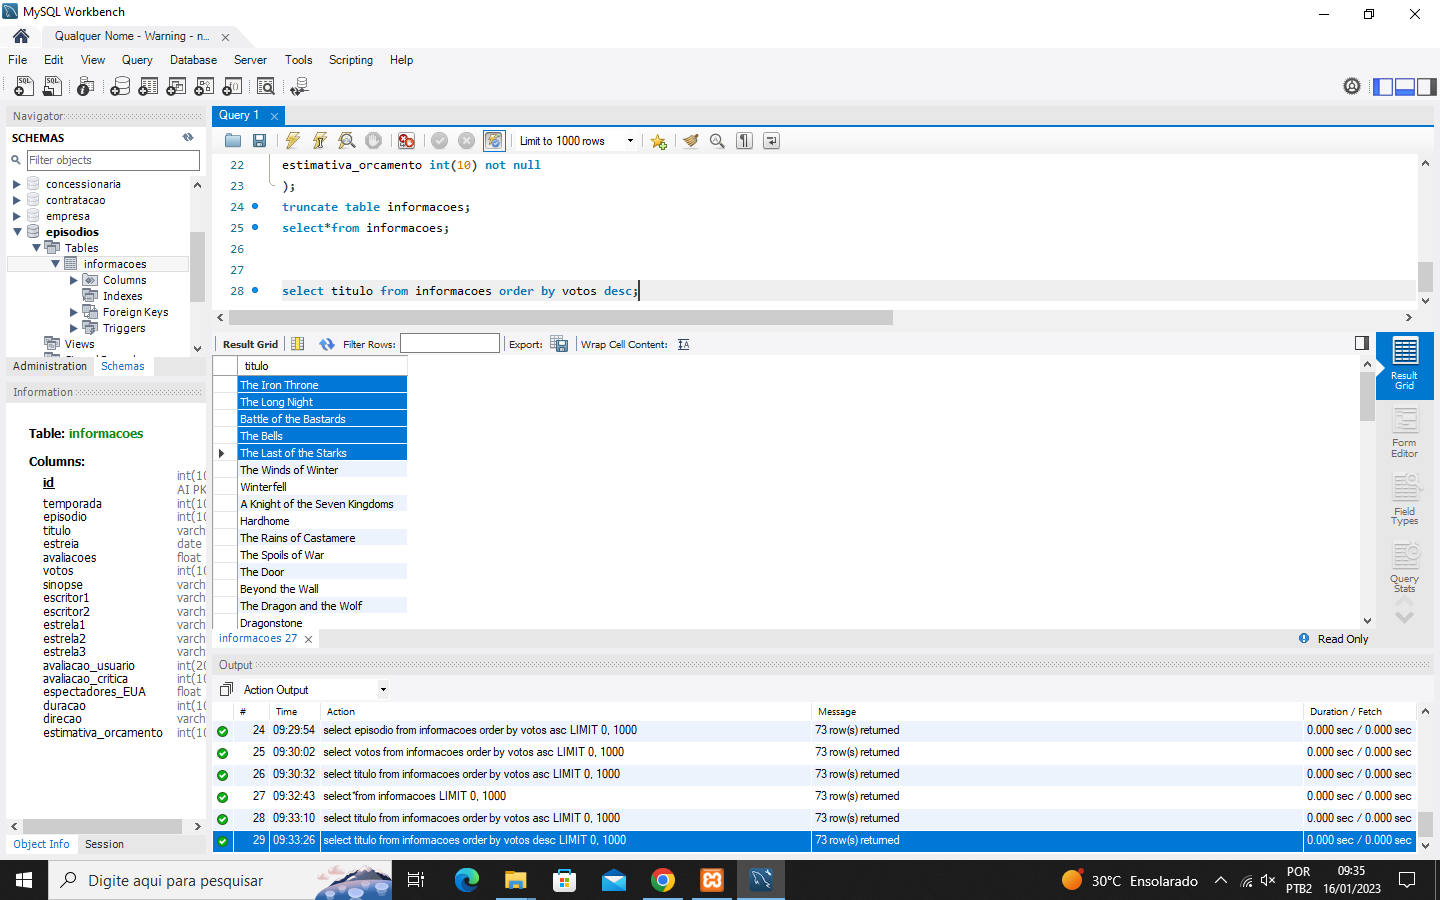 MySQL Workbench
Qualquer Nome - Warning - n...
File Edit View Query Database Server Tools Scripting Help
Navigator
SCHEMAS
Filter objects
concessionaria
contratacao
empresa
episodios
Tables
informacoes
Columns
Indexes
Foreign Keys
Triggers
Views
Administration Schemas
Information
Table: informacoes
Columns:
id int(10
AI PK
temporada int(10
episodio int(10
titulo varch
estreia date
avaliacoes float
votos int(10
sinopse varch
escritor1 varch
escritor2 varch
estrela1 varch
estrela2 varch
estrela3 varch
avaliacao_usuario int(20
avaliacao_critica int(10
espectadores_EUA float
duracao int(10
direcao varch
estimativa_orcamento int(10
Object Info Session
Query 1
Limit to 1000 rows
22 estimativa_orcamento int(10) not null
23 );
24 truncate table informacoes;
25 select*from informacoes;
26
27
28 select titulo from informacoes order by votos desc;
Result Grid Filter Rows: Export: Wrap Cell Content:
titulo
The Iron Throne
The Long Night
Battle of the Bastards
The Bells
The Last of the Starks
The Winds of Winter
Winterfell
A Knight of the Seven Kingdoms
Hardhome
The Rains of Castamere
The Spoils of War
The Door
Beyond the Wall
The Dragon and the Wolf
Dragonstone
Result
Grid
Form
Editor
Field
Types
Query
Stats
informacoes 27
Read Only
Output
Action Output
# Time Action Message Duration / Fetch
24 09:29:54 select episodio from informacoes order by votos asc LIMIT 0, 1000 73 row(s) returned 0.000 sec / 0.000 sec
25 09:30:02 select votos from informacoes order by votos asc LIMIT 0, 1000 73 row(s) returned 0.000 sec / 0.000 sec
26 09:30:32 select titulo from informacoes order by votos asc LIMIT 0, 1000 73 row(s) returned 0.000 sec / 0.000 sec
27 09:32:43 select*from informacoes LIMIT 0, 1000 73 row(s) returned 0.000 sec / 0.000 sec
28 09:33:10 select titulo from informacoes order by votos asc LIMIT 0, 1000 73 row(s) returned 0.000 sec / 0.000 sec
29 09:33:26 select titulo from informacoes order by votos desc LIMIT 0, 1000 73 row(s) returned 0.000 sec / 0.000 sec
Digite aqui para pesquisar
30°C Ensolarado
POR
PTB2
09:35
16/01/2023